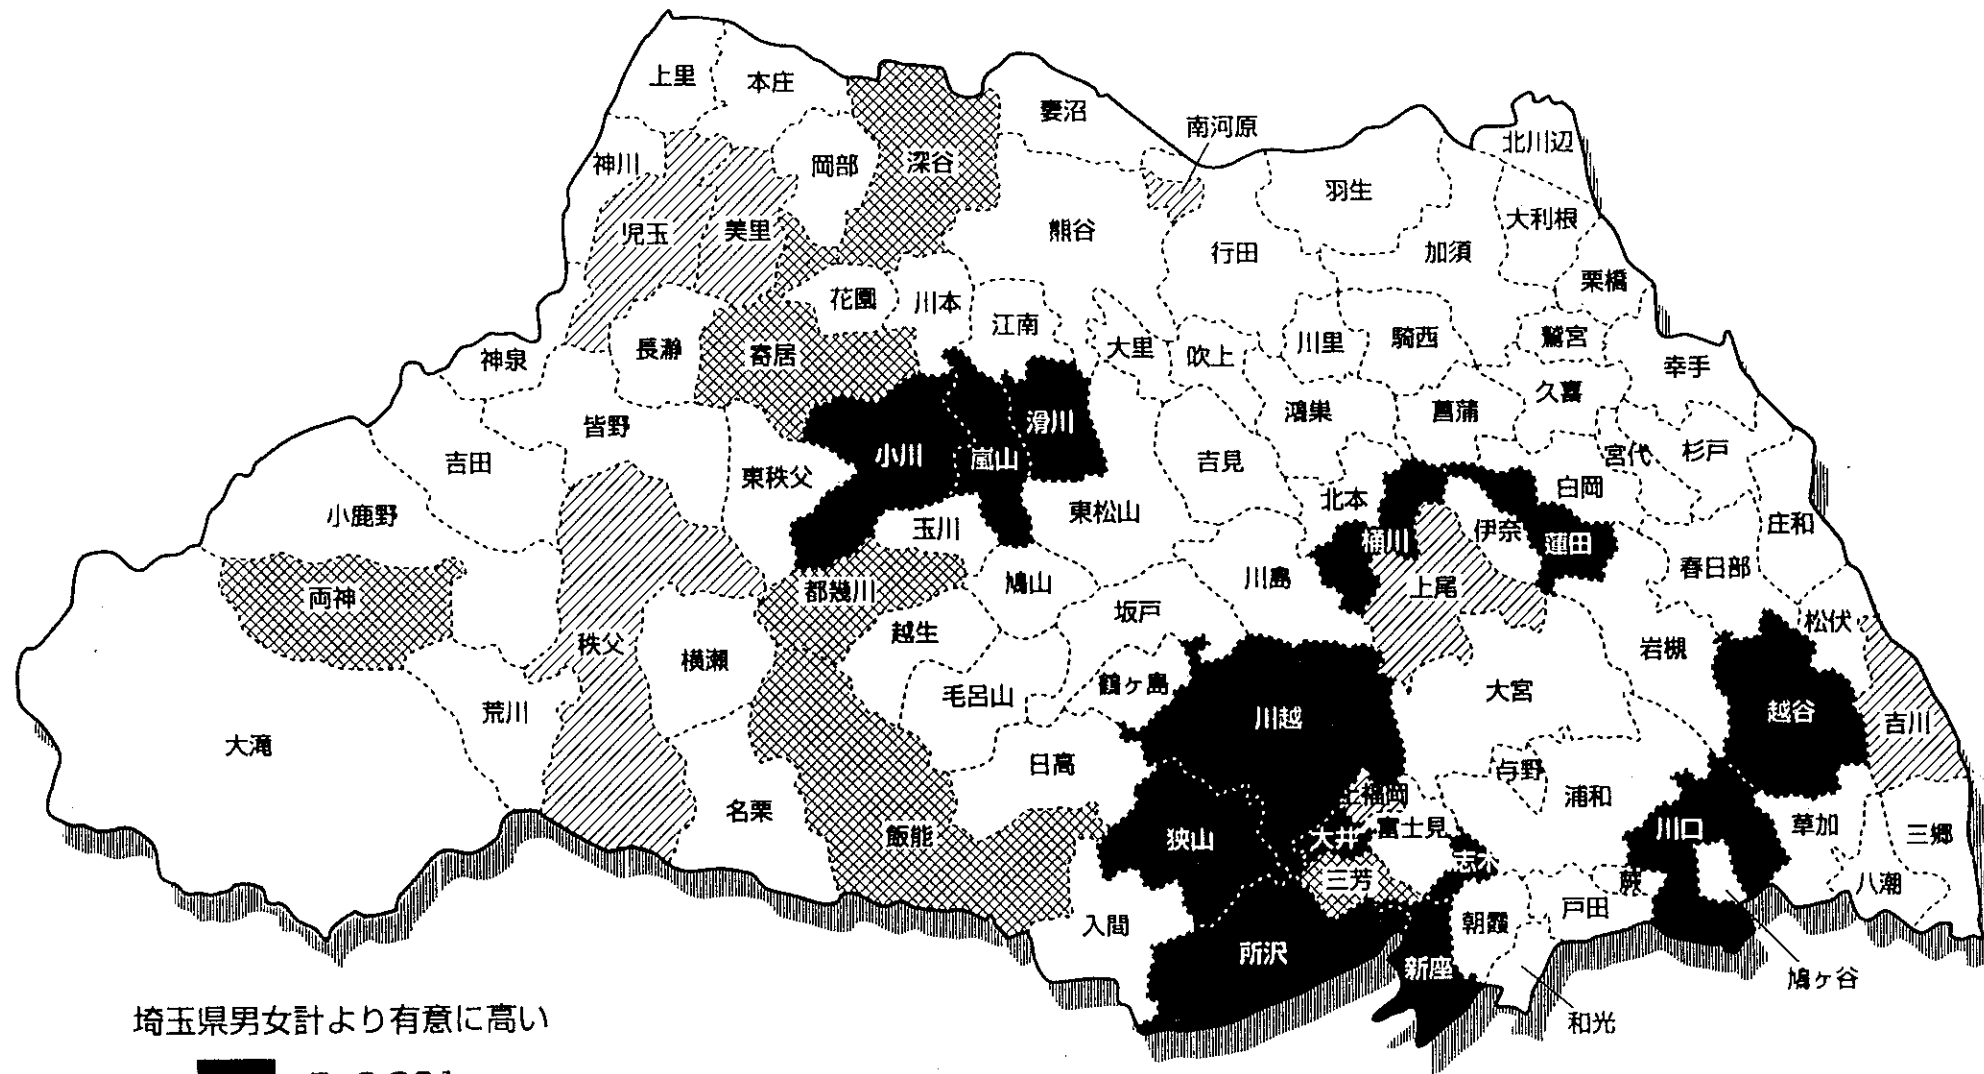 上里
本庄
妻沼
南河原
北川辺
神川
岡部
深谷
羽生
大利根
児玉
美里
熊谷
行田
加須
栗橋
花園
川本
江南
大里
吹上
川里
騎西
鷲宮
幸手
神泉
長瀞
寄居
久喜
皆野
滑川
鴻巣
菖蒲
吉田
小川
嵐山
吉見
宮代
杉戸
東秩父
白岡
小鹿野
玉川
東松山
北本
桶川
伊奈
蓮田
庄和
両神
都幾川
鳩山
川島
上尾
春日部
秩父
越生
坂戸
松伏
横瀬
岩槻
毛呂山
鶴ヶ島
大宮
荒川
川越
越谷
吉川
大滝
日高
与野
名栗
上福岡
浦和
飯能
狭山
大井
富士見
川口
草加
三郷
志木
三芳
蕨
八潮
入間
朝霞
戸田
所沢
新座
鳩ヶ谷
和光
埼玉県男女計より有意に高い